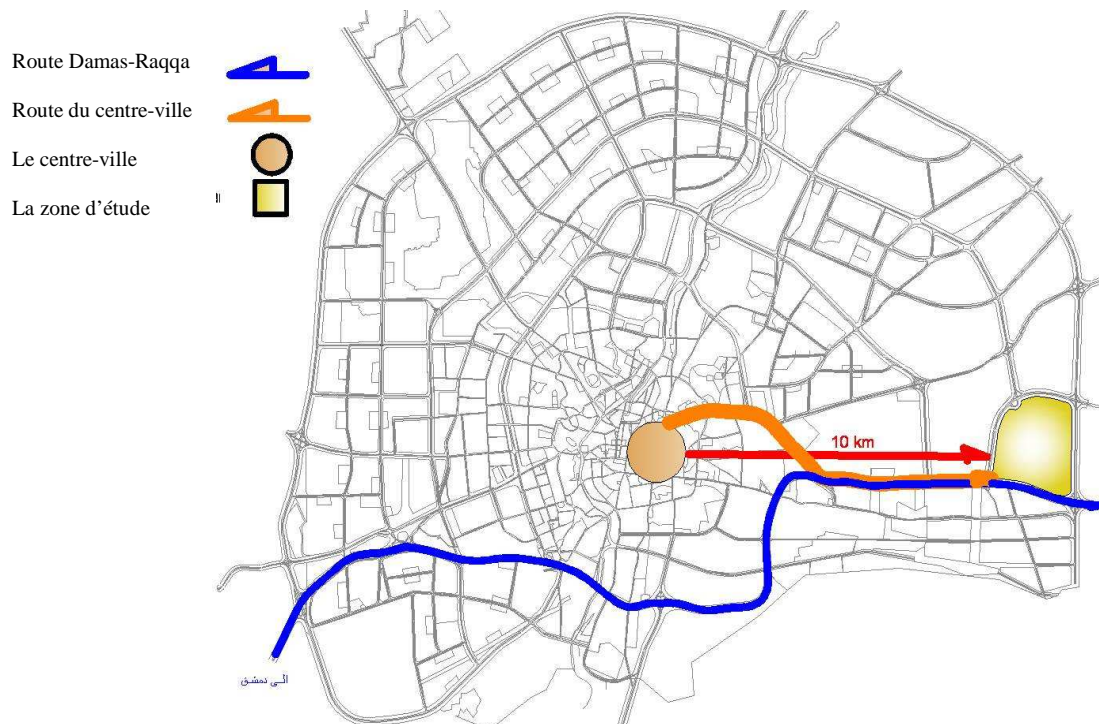 Route Damas-Raqqa
Route du centre-ville
Le centre-ville
La zone d'étude
10 km
الى دمشق